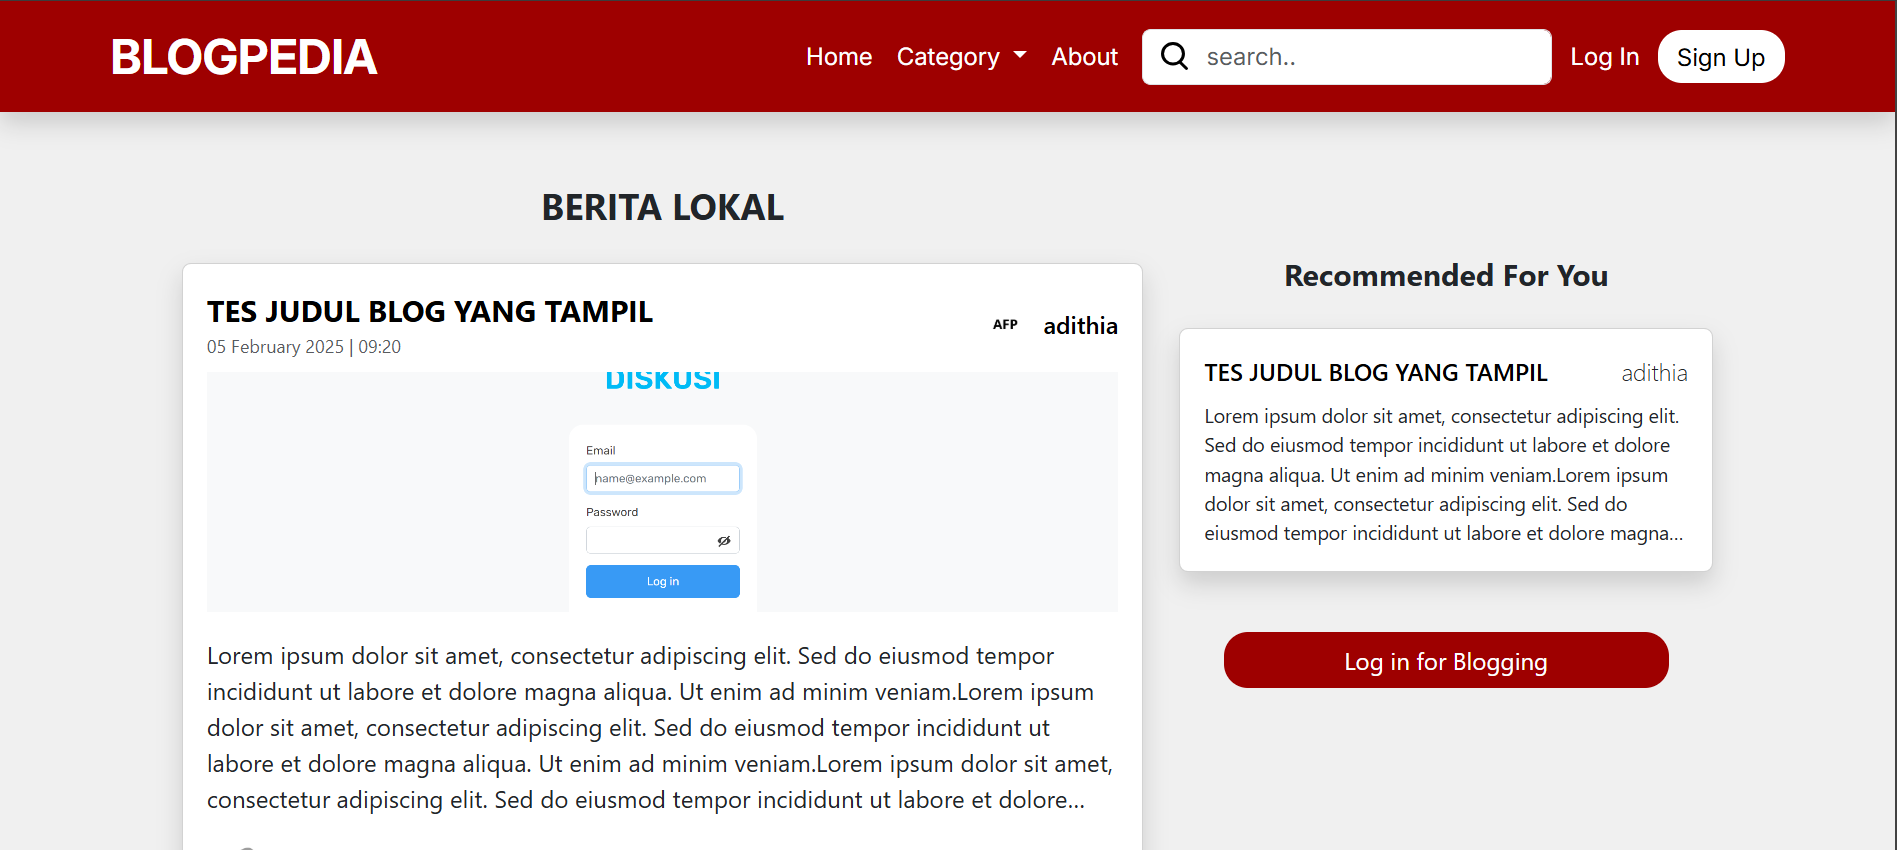 BLOGPEDIA
Home Category About search.. Log In Sign Up
BERITA LOKAL
TES JUDUL BLOG YANG TAMPIL
05 February 2025 | 09:20
AFP adithia
DISKUSI
Email
name@example.com
Password
Log in
Lorem ipsum dolor sit amet, consectetur adipiscing elit. Sed do eiusmod tempor
incididunt ut labore et dolore magna aliqua. Ut enim ad minim veniam.Lorem ipsum
dolor sit amet, consectetur adipiscing elit. Sed do eiusmod tempor incididunt ut
labore et dolore magna aliqua. Ut enim ad minim veniam.Lorem ipsum dolor sit amet,
consectetur adipiscing elit. Sed do eiusmod tempor incididunt ut labore et dolore...
Recommended For You
TES JUDUL BLOG YANG TAMPIL adithia
Lorem ipsum dolor sit amet, consectetur adipiscing elit.
Sed do eiusmod tempor incididunt ut labore et dolore
magna aliqua. Ut enim ad minim veniam.Lorem ipsum
dolor sit amet, consectetur adipiscing elit. Sed do
eiusmod tempor incididunt ut labore et dolore magna...
Log in for Blogging